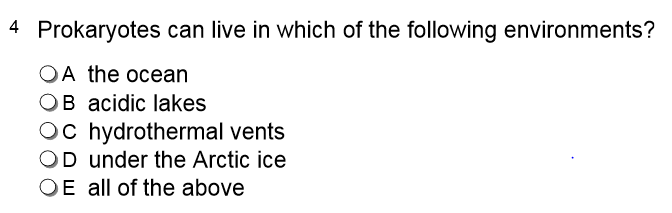 4 Prokaryotes can live in which of the following environments?
A the ocean
B acidic lakes
C hydrothermal vents
D under the Arctic ice
E all of the above